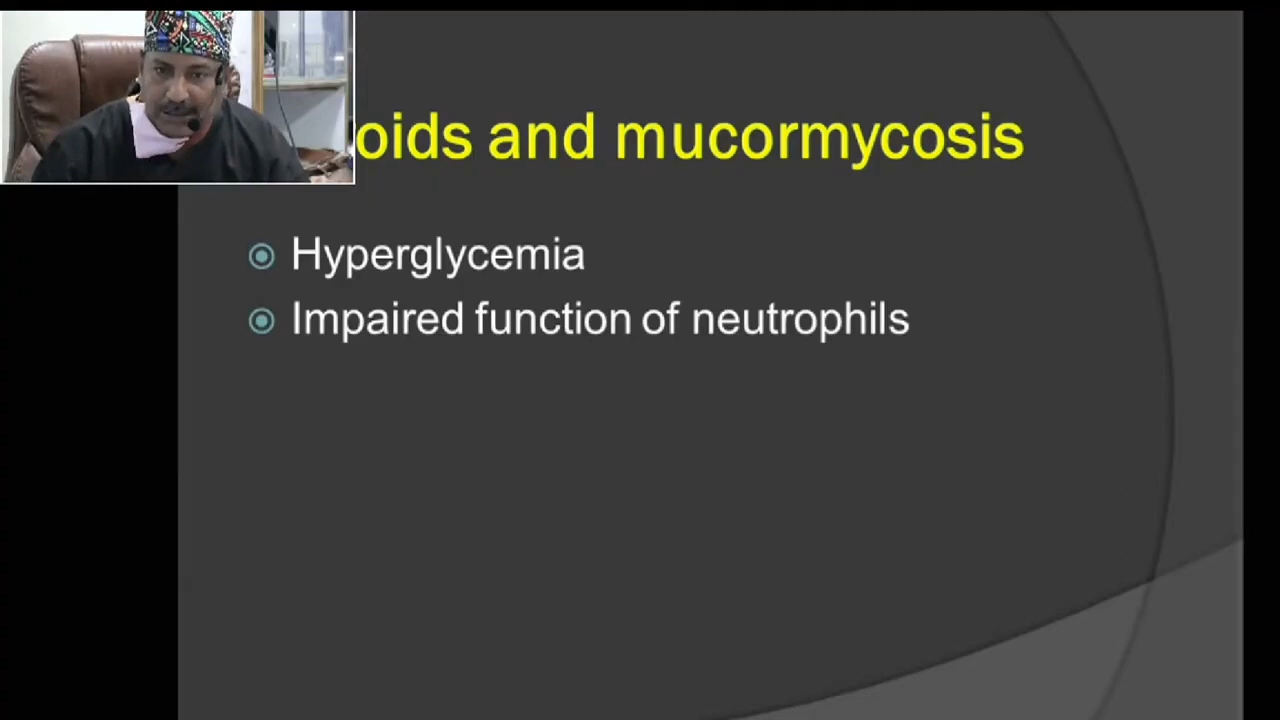 oids and mucormycosis
Hyperglycemia
Impaired function of neutrophils